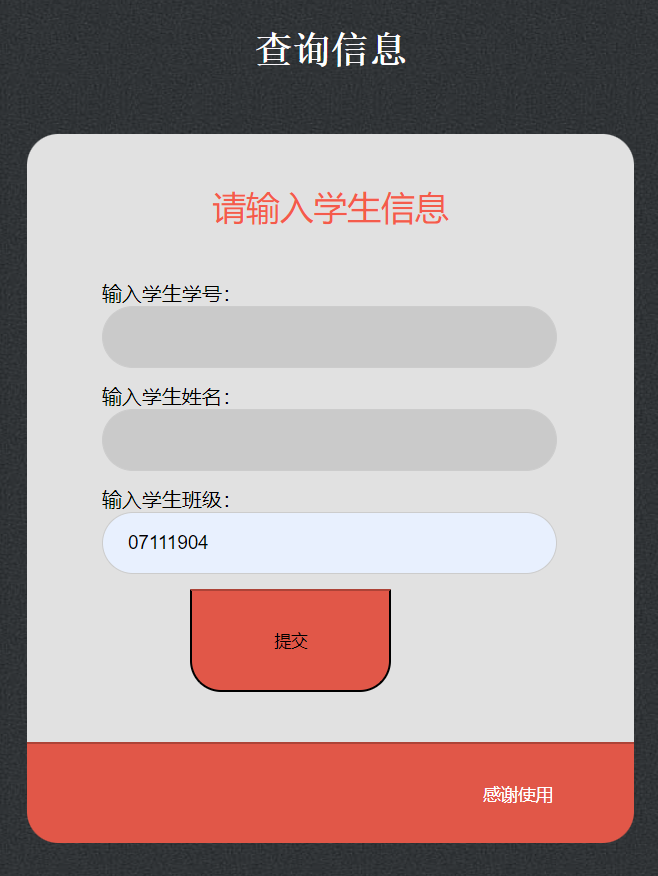 查询信息
请输入学生信息
输入学生学号：
输入学生姓名：
输入学生班级：
07111904
提交
感谢使用